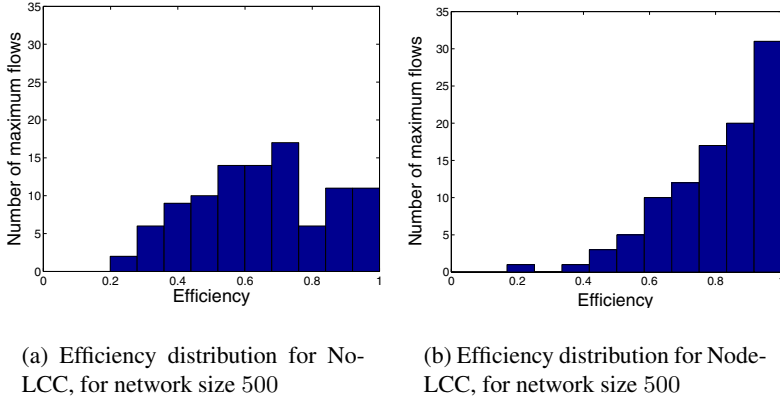 35
30
25
20
15
10
5
0
Number of maximum flows
0 0.2 0.4 0.6 0.8 1
Efficiency
35
30
25
20
15
10
5
0
Number of maximum flows
0 0.2 0.4 0.6 0.8 1
Efficiency
(a) Efficiency distribution for No-
LCC, for network size 500
(b) Efficiency distribution for Node-
LCC, for network size 500